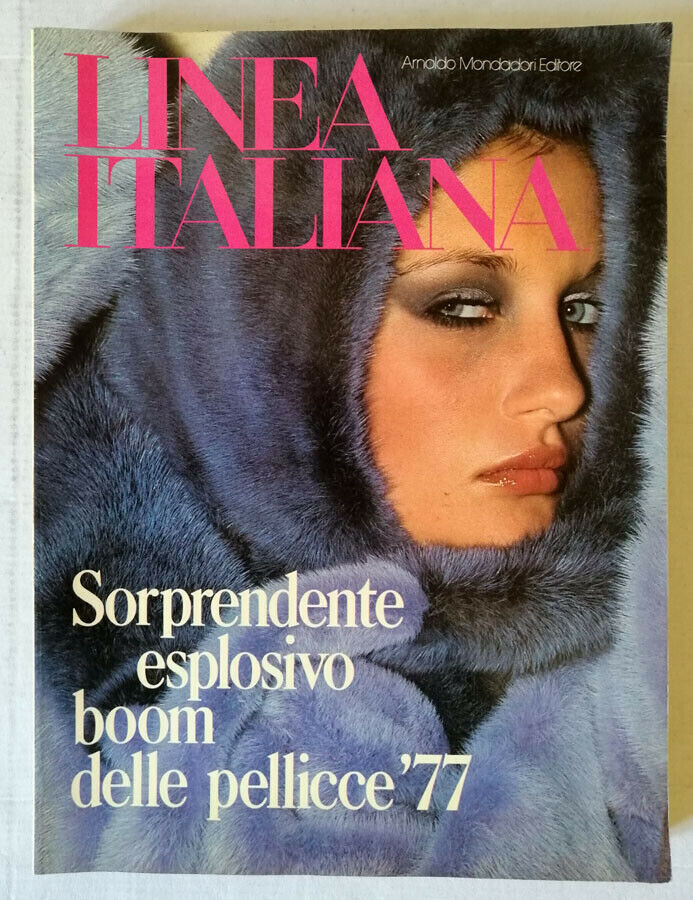 LINEA
Arnoldo Mondadori Editore
ITALIANA
Sorprendente
esplosivo
boom
delle pellicce '77